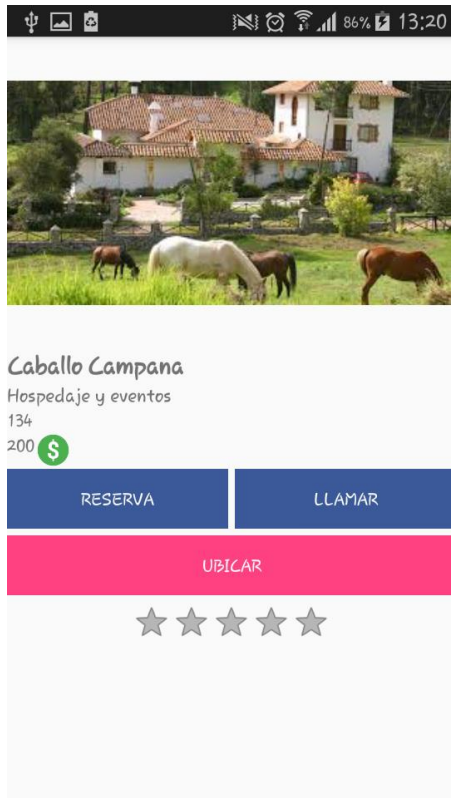 86% 13:20
Caballo Campana
Hospedaje y eventos
134
200 $
RESERVA LLAMAR
UBICAR